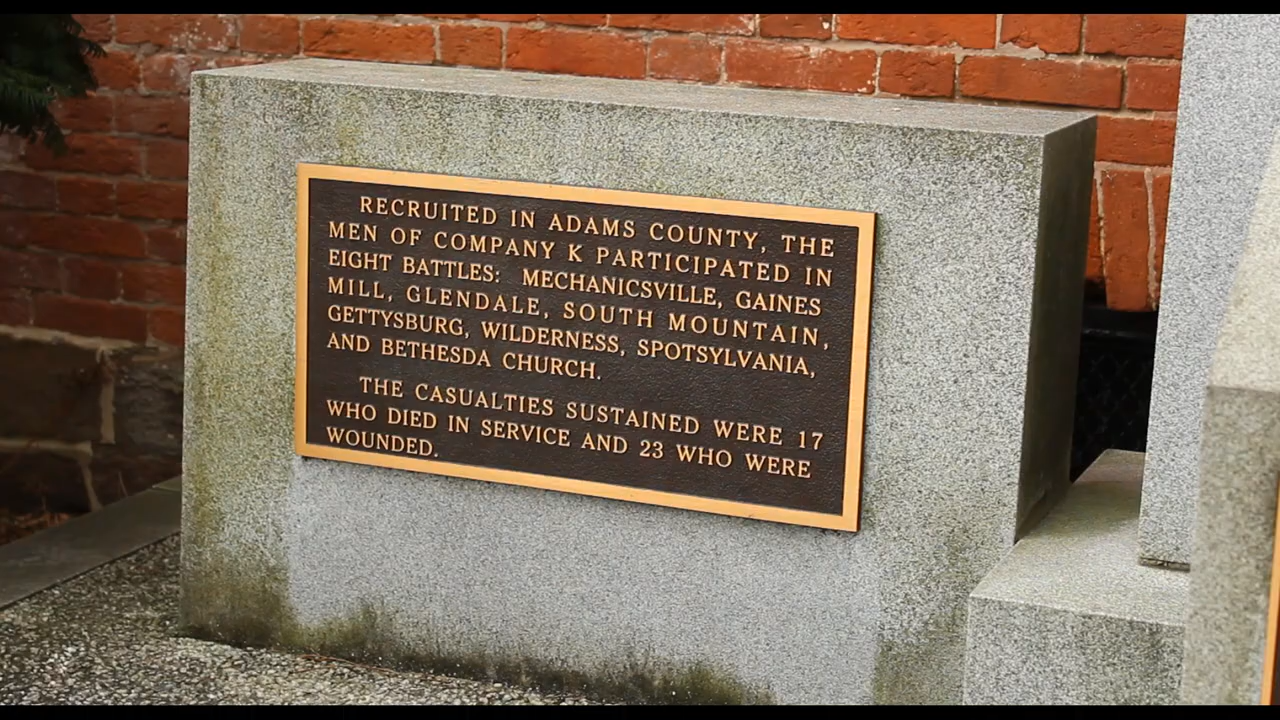 RECRUITED IN ADAMS COUNTY, THE
MEN OF COMPANY K PARTICIPATED IN
EIGHT BATTLES: MECHANICSVILLE, GAINES
MILL, GLENDALE, SOUTH MOUNTAIN,
GETTYSBURG, WILDERNESS, SPOTSYLVANIA,
AND BETHESDA CHURCH.
THE CASUALTIES SUSTAINED WERE 17
WHO DIED IN SERVICE AND 23 WHO WERE
WOUNDED.